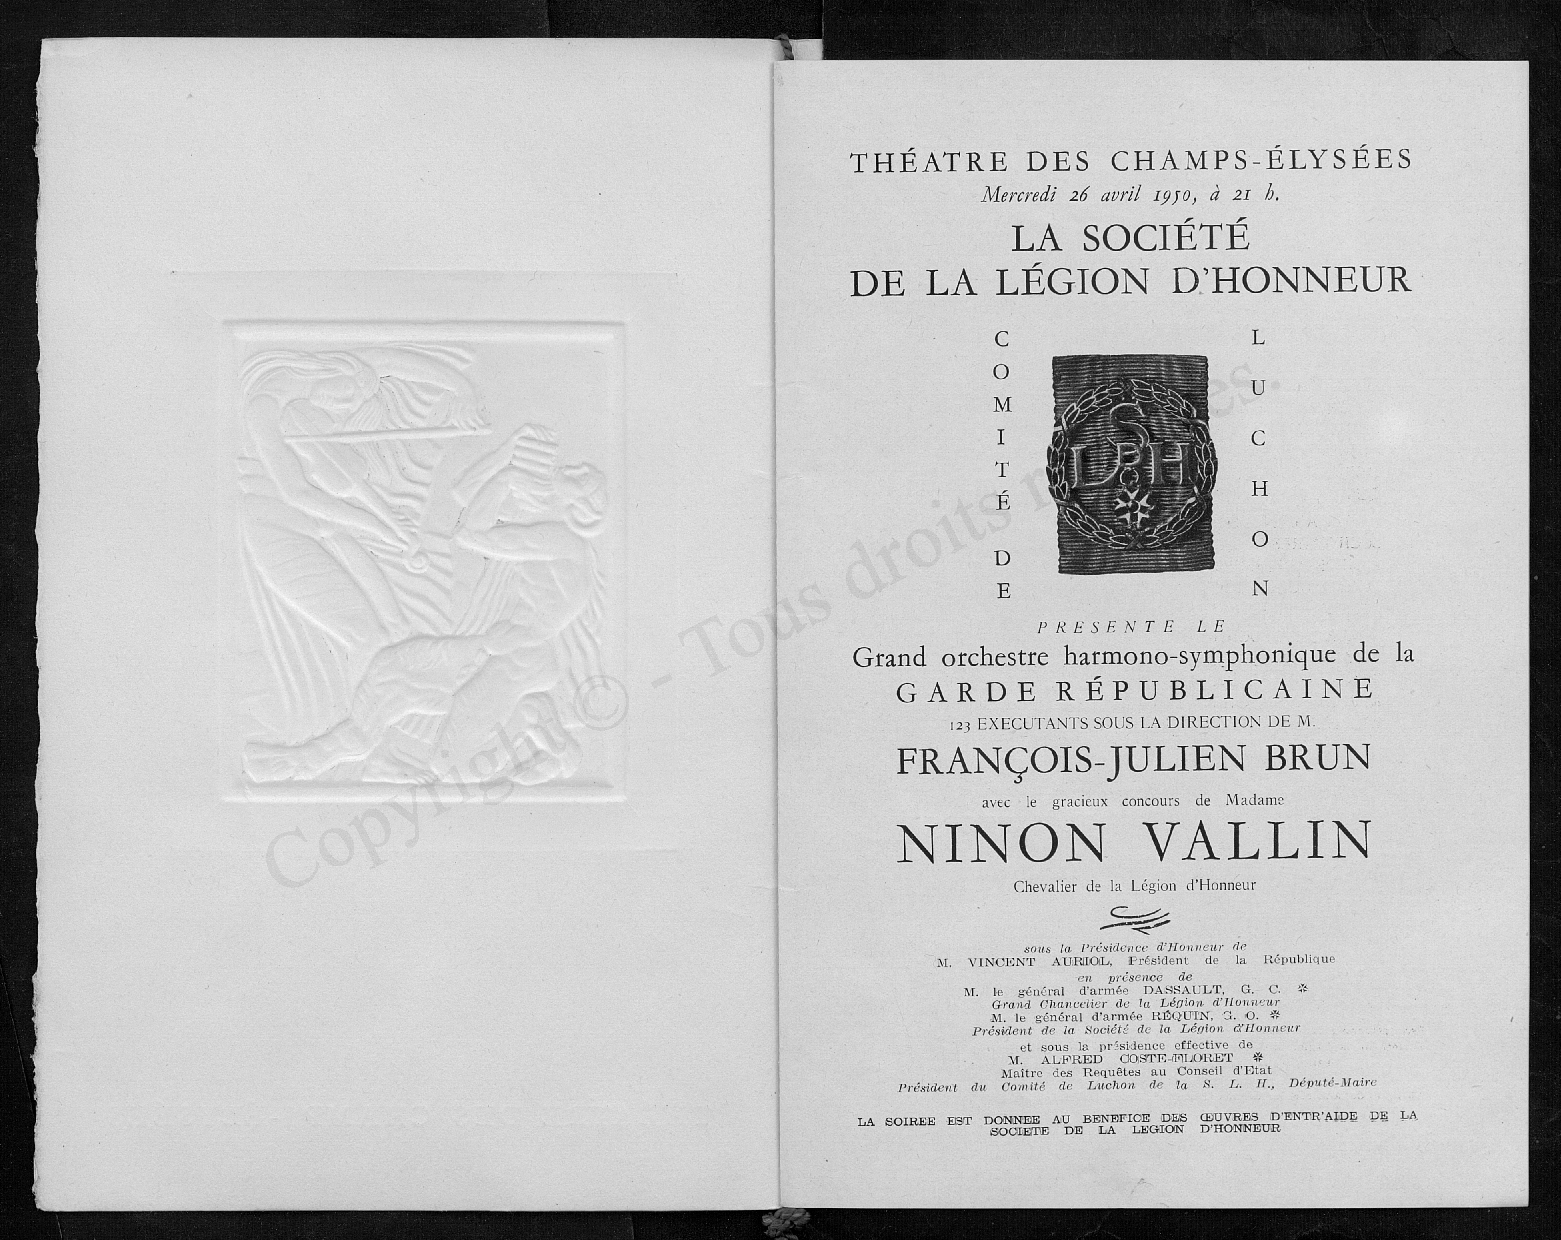 THÉATRE DES CHAMPS-ÉLYSÉES
Mercredi 26 avril 1950, à 21 h.
LA SOCIÉTÉ
DE LA LÉGION D'HONNEUR
COMITÉ DE
LUCHON
S
L D H
PRESENTE LE
Grand orchestre harmono-symphonique de la
GARDE RÉPUBLICAINE
123 EXECUTANTS SOUS LA DIRECTION DE M.
FRANÇOIS-JULIEN BRUN
avec le gracieux concours de Madame
NINON VALLIN
Chevalier de la Légion d'Honneur
sous la Présidence d'Honneur de
M. VINCENT AURIOL, Président de la République
en présence de
M. le général d'armée DASSAULT, G. C. ✲
Grand Chancelier de la Légion d'Honneur
M. le général d'armée RÉQUIN, G. O. ✲
Président de la Société de la Légion d'Honneur
et sous la présidence effective de
M. ALFRED COSTE-FLORET ✲
Maître des Requêtes au Conseil d'Etat
Président du Comité de Luchon de la S. L. H., Député-Maire
LA SOIREE EST DONNEE AU BENEFICE DES ŒUVRES D'ENTR'AIDE DE LA
SOCIETE DE LA LEGION D'HONNEUR
Copyright © - Tous droits